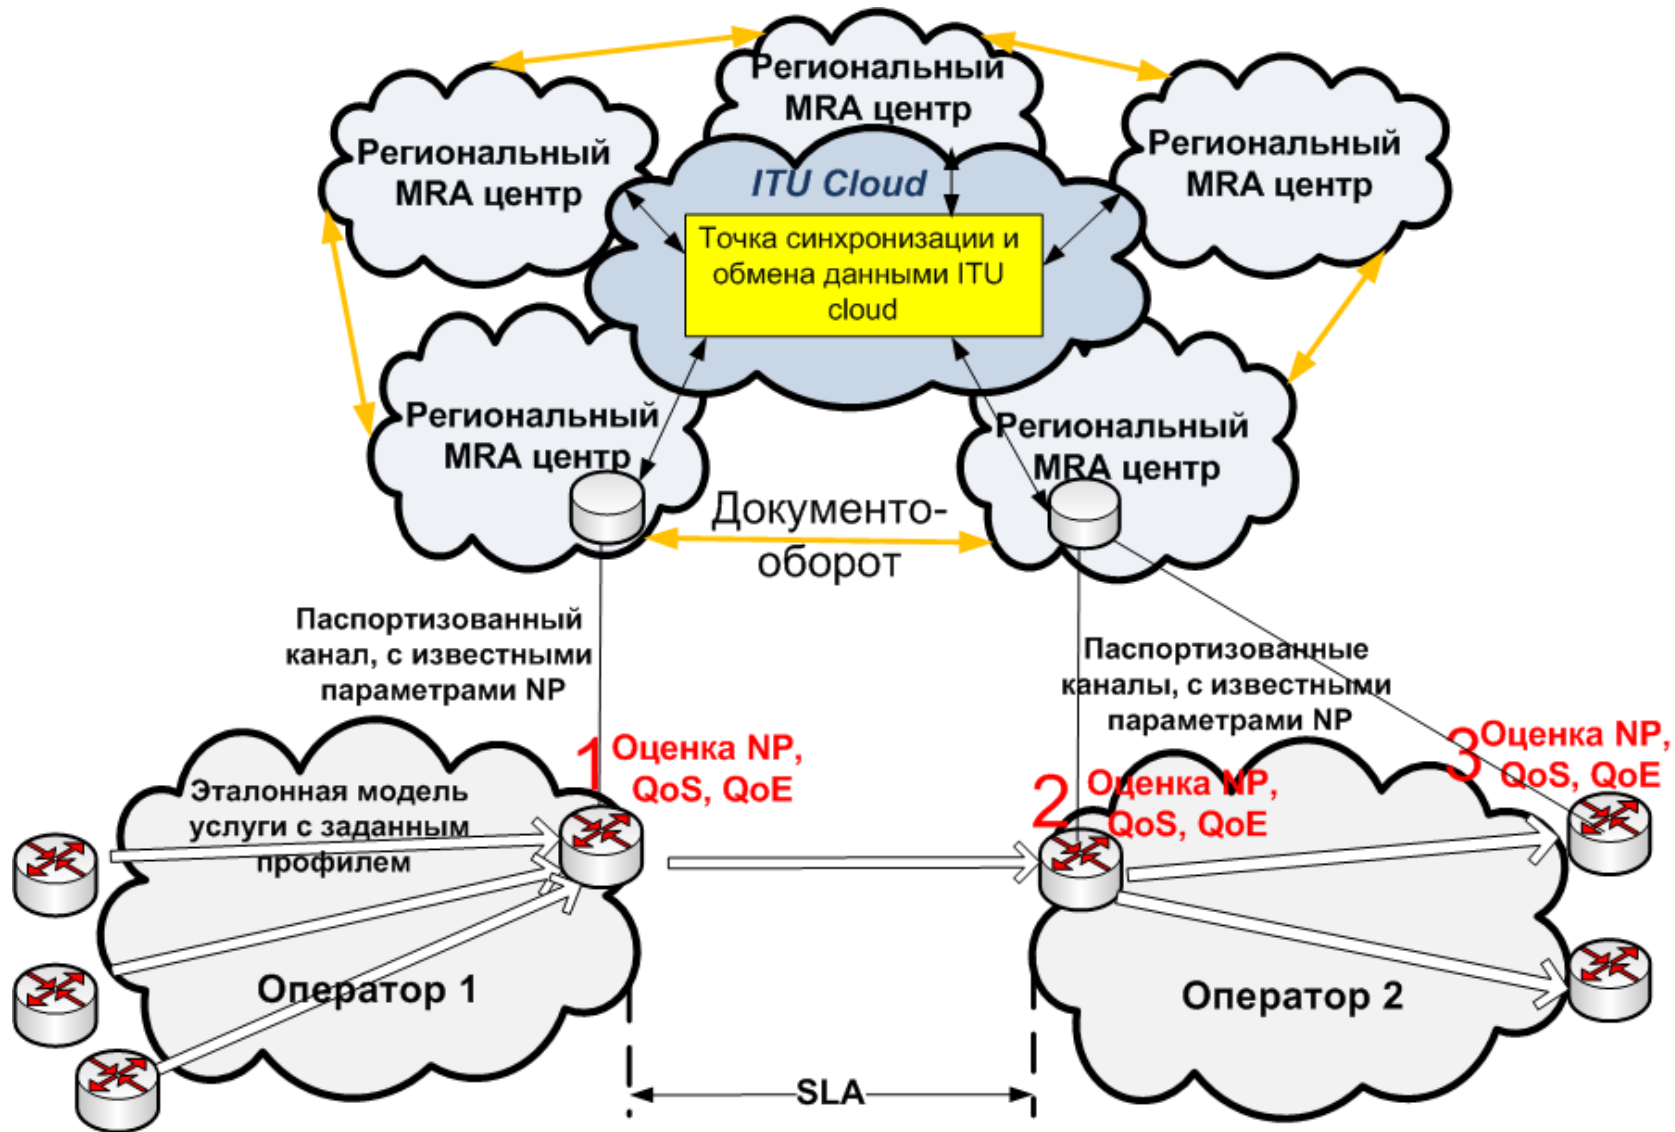 Региональный
MRA центр
Региональный
MRA центр
Региональный
MRA центр
ITU Cloud
Точка синхронизации и
обмена данными ITU
cloud
Региональный
MRA центр
Региональный
MRA центр
Документо-
оборот
Паспортизованный
канал, с известными
параметрами NP
Паспортизованные
каналы, с известными
параметрами NP
1 Оценка NP,
QoS, QoE
2 Оценка NP,
QoS, QoE
3 Оценка NP,
QoS, QoE
Эталонная модель
услуги с заданным
профилем
Оператор 1
Оператор 2
SLA